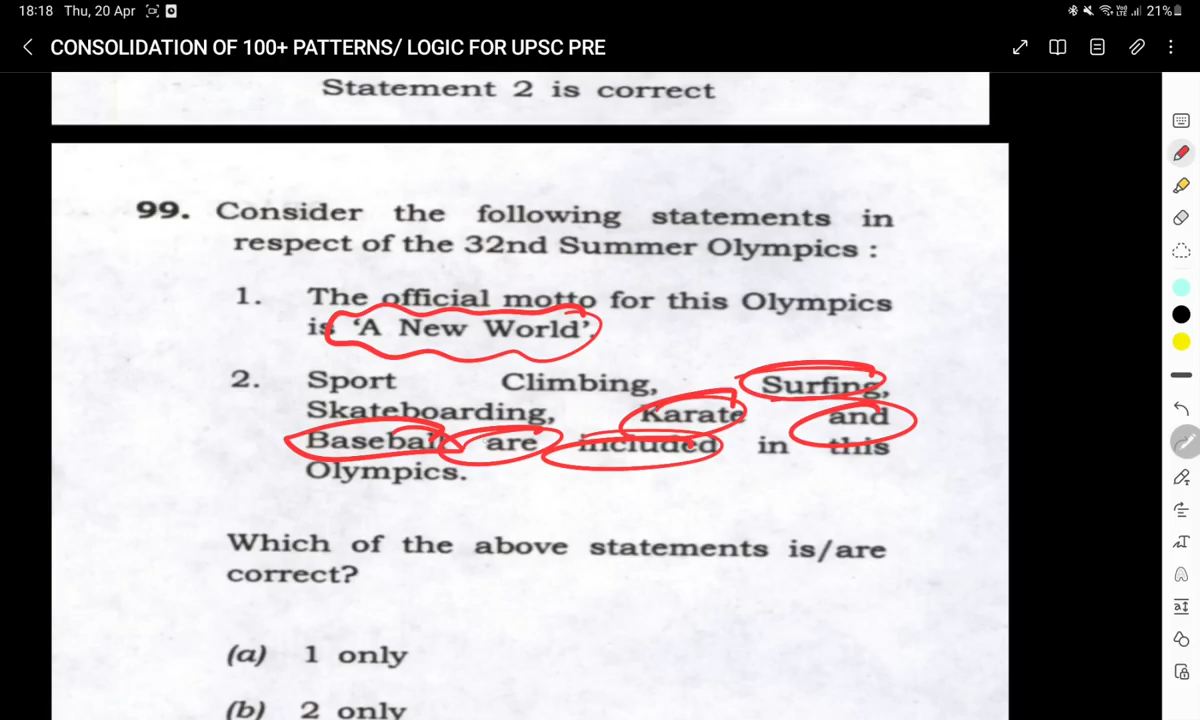 18:18 Thu, 20 Apr 21%
CONSOLIDATION OF 100+ PATTERNS/ LOGIC FOR UPSC PRE
Statement 2 is correct
99. Consider the following statements in
respect of the 32nd Summer Olympics :
1. The official motto for this Olympics
is ‘A New World’.
2. Sport Climbing, Surfing,
Skateboarding, Karate and
Baseball are included in this
Olympics.
Which of the above statements is/are
correct?
(a) 1 only
(b) 2 only